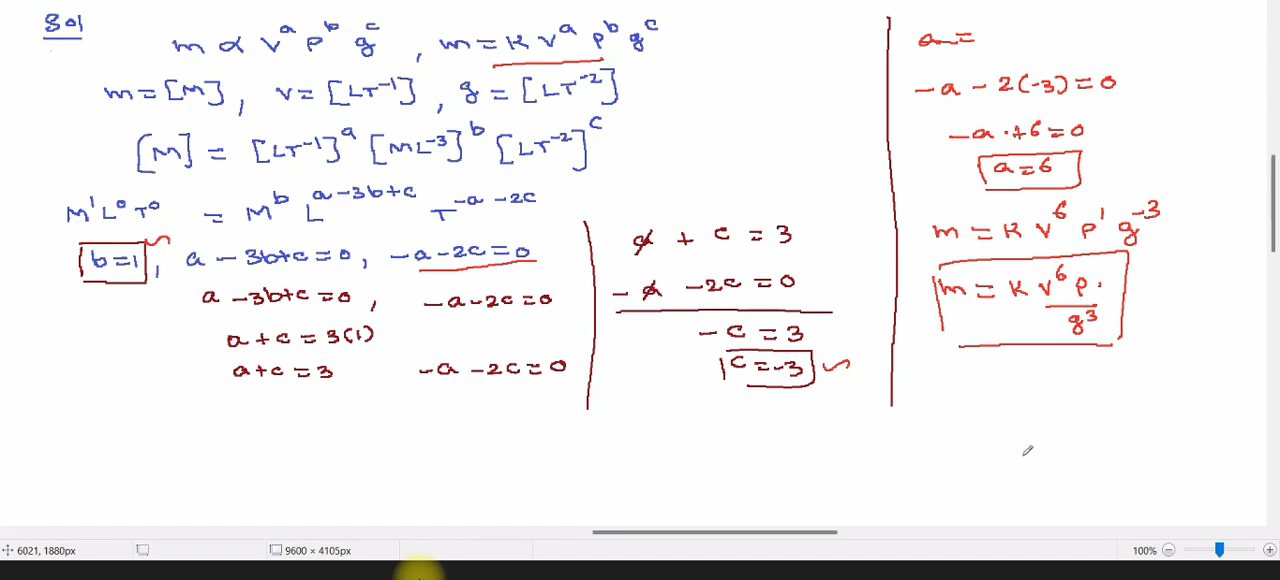 Sol
m ∝ v^a ρ^b g^c , m = K v^a ρ^b g^c
m = [M] , v = [LT^-1] , g = [LT^-2]
[M] = [LT^-1]^a [ML^-3]^b [LT^-2]^c
M^1 L^0 T^0 = M^b L^a-3b+c T^-a-2c
b=1 , a - 3b+c = 0 , -a-2c=0
a - 3b+c = 0 , -a-2c=0
a+c = 3(1)
a+c = 3 -a -2c = 0
a + c = 3
-a -2c = 0
-c = 3
c = -3
a =
-a - 2(-3) = 0
-a +6 = 0
a = 6
m = K v^6 ρ^1 g^-3
m = K v^6 ρ .
g^3
6021, 1880px 9600 × 4105px 100%